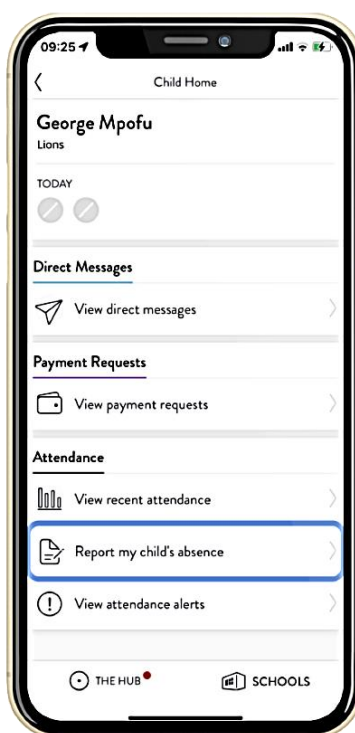 09:25
Child Home
George Mpofu
Lions
TODAY
Direct Messages
View direct messages
Payment Requests
View payment requests
Attendance
View recent attendance
Report my child's absence
View attendance alerts
THE HUB
SCHOOLS